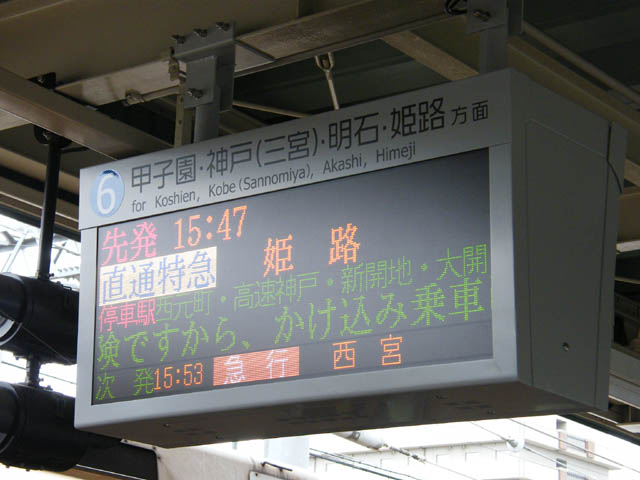 6 甲子園・神戸(三宮)・明石・姫路方面
for Koshien, Kobe (Sannomiya), Akashi, Himeji
先発 15:47
直通特急 姫路
停車駅 西元町・高速神戸・新開地・大開
険ですから、かけ込み乗車
次発 15:53 急行 西宮